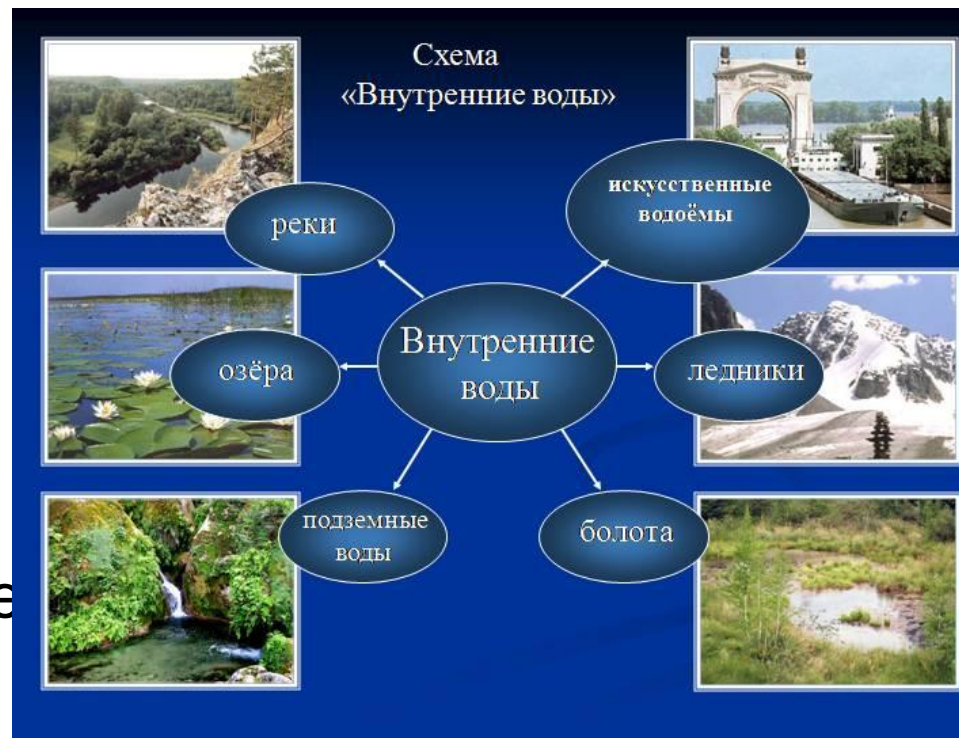 Схема
«Внутренние воды»
реки
искусственные
водоёмы
Внутренние
воды
озёра
ледники
подземные
воды
болота